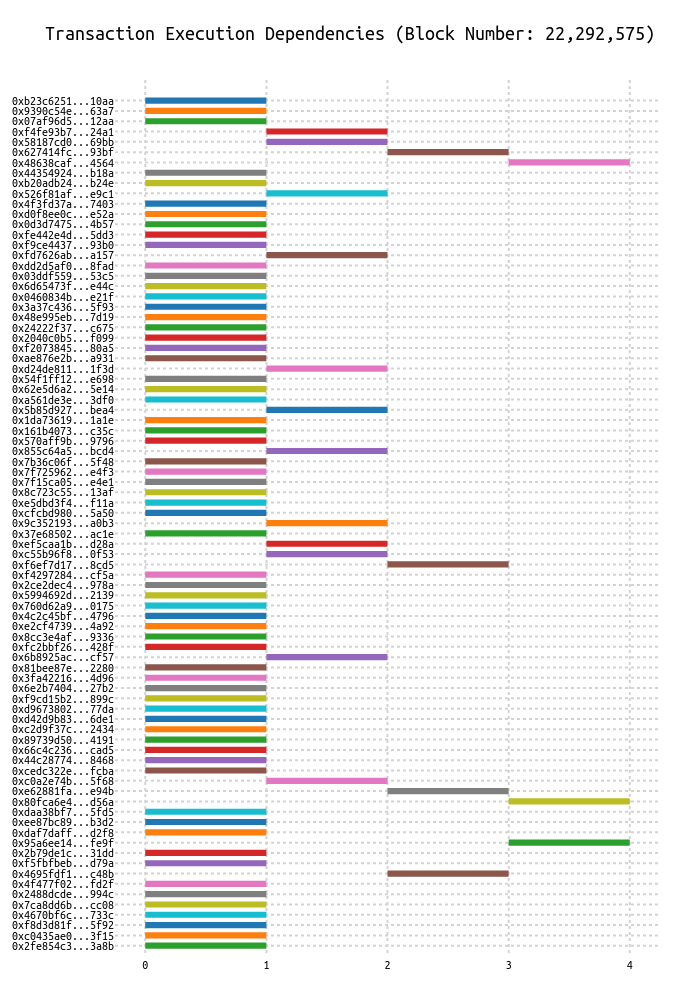 Transaction Execution Dependencies (Block Number: 22,292,575)
0xb23c6251...10aa
0x9390c54e...63a7
0x07af96d5...12aa
0xf4fe93b7...24a1
0x58187cd0...69bb
0x627414fc...93bf
0x48638caf...4564
0x44354924...b18a
0xb20adb24...b24e
0x526f81af...e9c1
0x4f3fd37a...7403
0xd0f8ee0c...e52a
0x0d3d7475...4b57
0xfe442e4d...5dd3
0xf9ce4437...93b0
0xfd7626ab...a157
0xdd2d5af0...8fad
0x03ddf559...53c5
0x6d65473f...e44c
0x0460834b...e21f
0x3a37c436...5f93
0x48e995eb...7d19
0x24222f37...c675
0x2040c0b5...f099
0xf2073845...80a5
0xae876e2b...a931
0xd24de811...1f3d
0x54f1ff12...e698
0x62e5d6a2...5e14
0xa561de3e...3df0
0x5b85d927...bea4
0x1da73619...1a1e
0x161b4073...c35c
0x570aff9b...9796
0x855c64a5...bcd4
0x7b36c06f...5f48
0x7f725962...e4f3
0x7f15ca05...e4e1
0x8c723c55...13af
0xe5dbd3f4...f11a
0xcfcbd980...5a50
0x9c352193...a0b3
0x37e68502...ac1e
0xef5caa1b...d28a
0xc55b96f8...0f53
0xf6ef7d17...8cd5
0xf4297284...cf5a
0x2ce2dec4...978a
0x5994692d...2139
0x760d62a9...0175
0x4c2c45bf...4796
0xe2cf4739...4a92
0x8cc3e4af...9336
0xfc2bbf26...428f
0x6b8925ac...cf57
0x81bee87e...2280
0x3fa42216...4d96
0x6e2b7404...27b2
0xf9cd15b2...899c
0xd9673802...77da
0xd42d9b83...6de1
0xc2d9f37c...2434
0x89739d50...4191
0x66c4c236...cad5
0x44c28774...8468
0xcedc322e...fcba
0xc0a2e74b...5f68
0xe62881fa...e94b
0x80fca6e4...d56a
0xdaa38bf7...5fd5
0xee87bc89...b3d2
0xdaf7daff...d2f8
0x95a6ee14...fe9f
0x2b79de1c...31dd
0xf5fbfbeb...d79a
0x4695fdf1...c48b
0x4f477f02...fd2f
0x2488dcde...994c
0x7ca8dd6b...cc08
0x4670bf6c...733c
0xf8d3d81f...5f92
0xc0435ae0...3f15
0x2fe854c3...3a8b
0 1 2 3 4